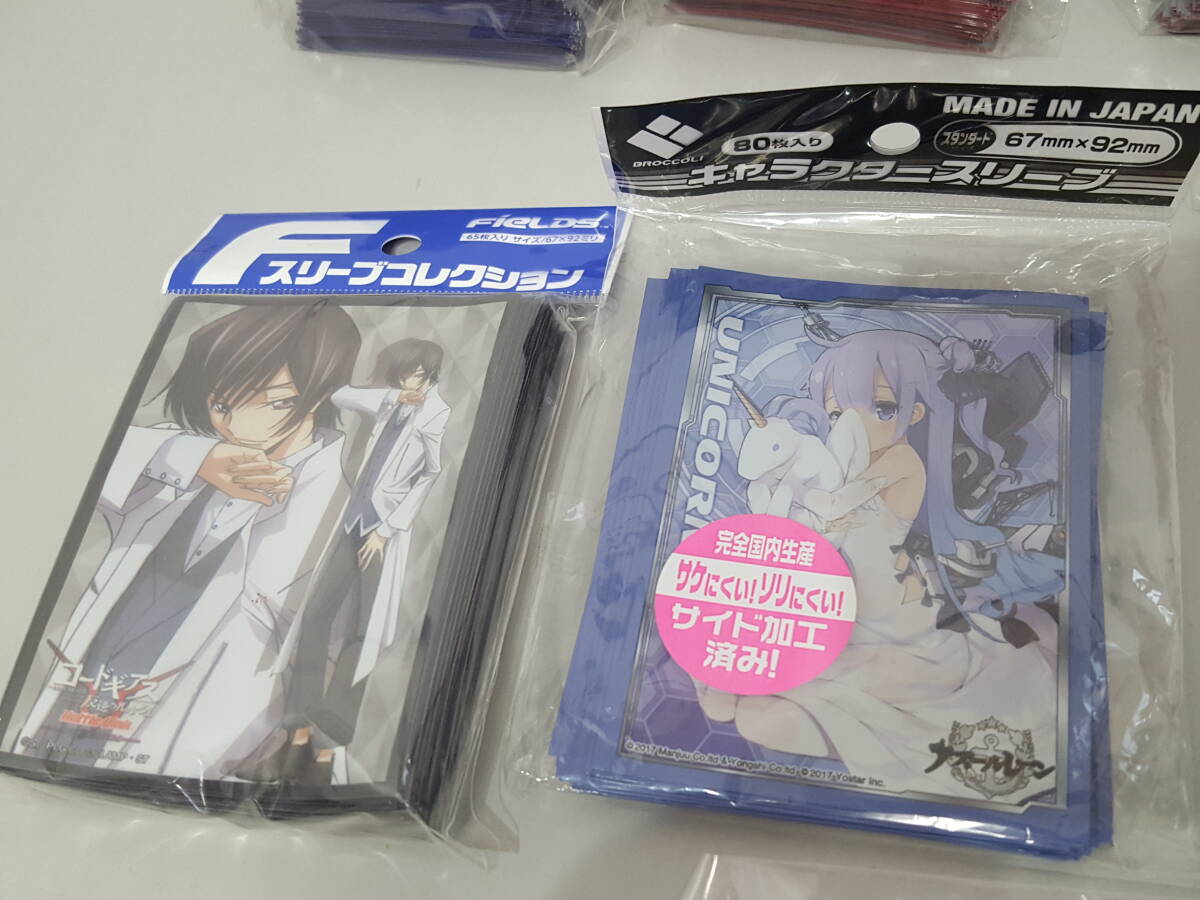 FIELDS
65枚入り サイズ/67×92ミリ
F スリーブコレクション
コードギアス
MADE IN JAPAN
BROCCOLI
80枚入り
スタンダード 67mm×92mm
キャラクタースリーブ
UNICOR
完全国内生産
サケにくい!ソリにくい!
サイド加工
済み!
アズールレーン
©2017 Manjuu Co.ltd & Yongshi Co.ltd ©2017 Yostar Inc.